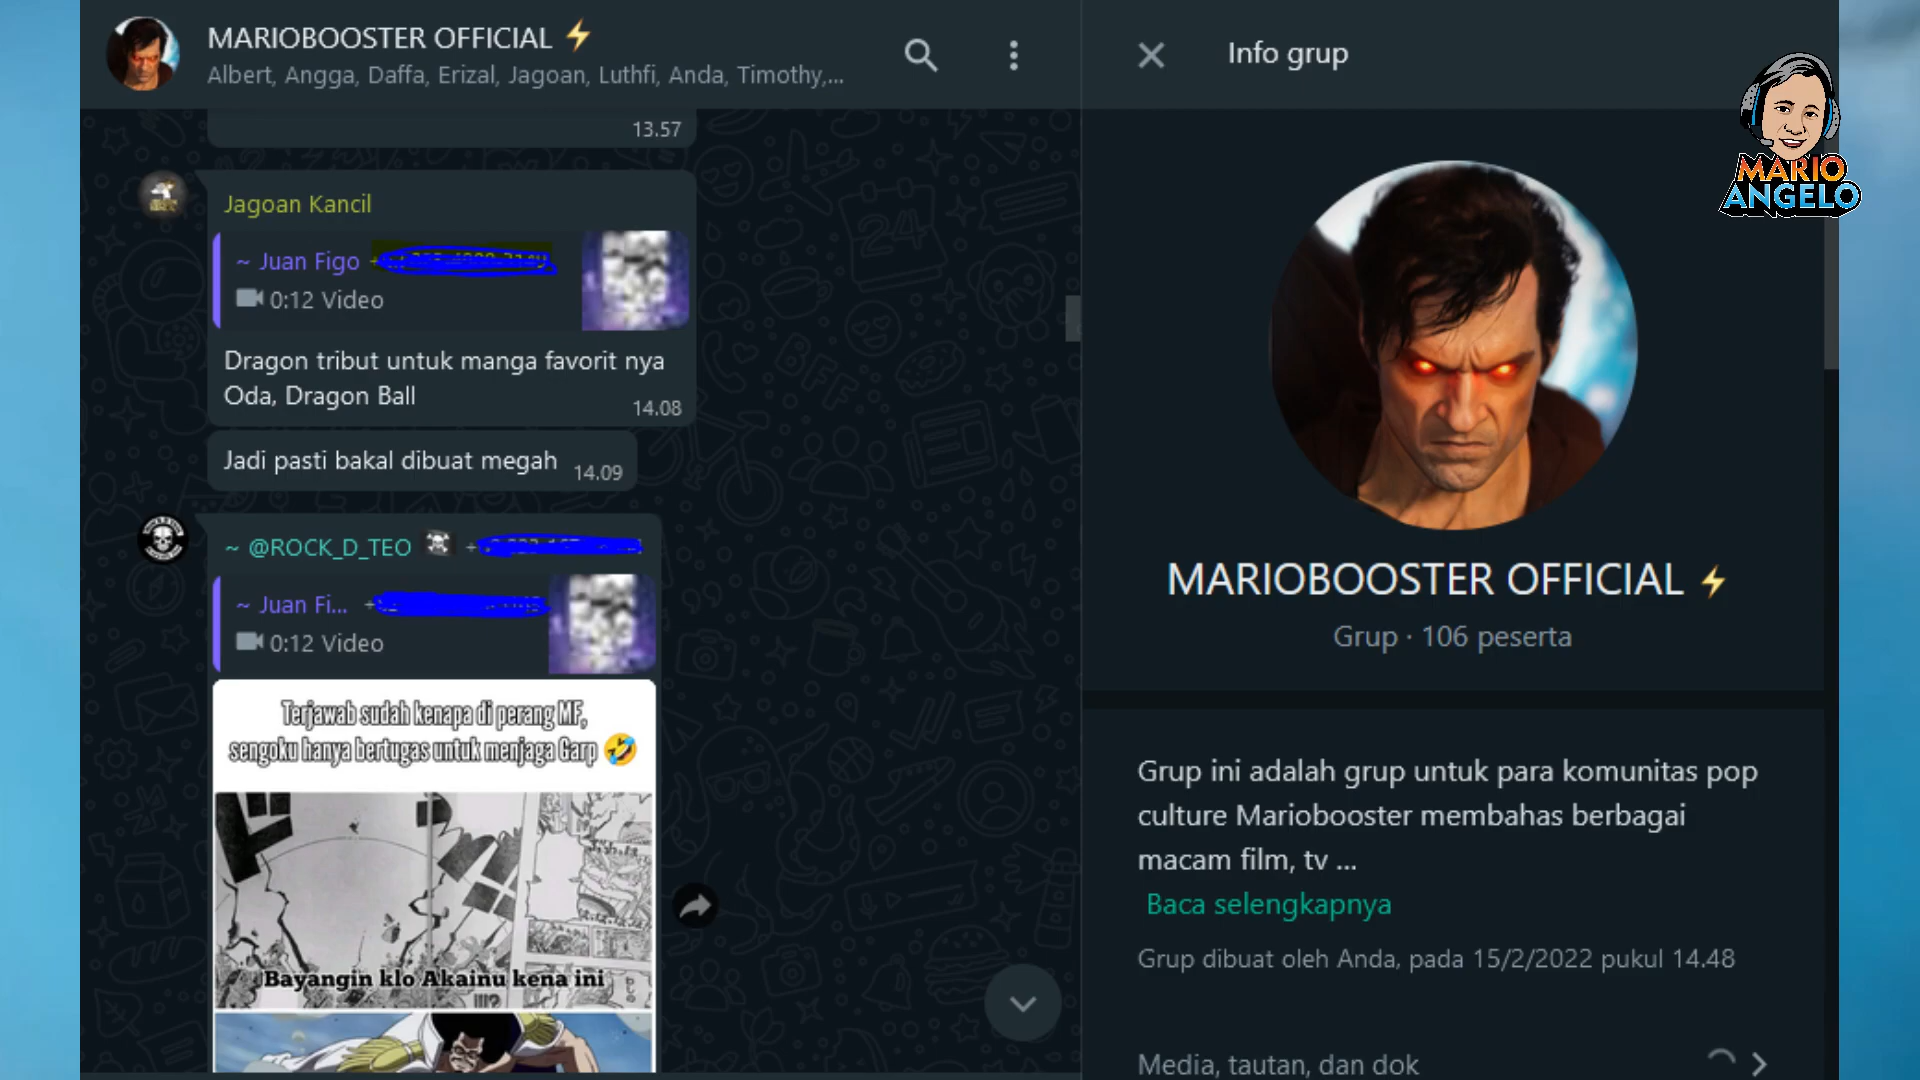 MARIOBOOSTER OFFICIAL ⚡
Albert, Angga, Daffa, Erizal, Jagoan, Luthfi, Anda, Timothy,...
13.57
Jagoan Kancil
~ Juan Figo
0:12 Video
Dragon tribut untuk manga favorit nya
Oda, Dragon Ball
14.08
Jadi pasti bakal dibuat megah
14.09
~ @ROCK_D_TEO ☠ +
~ Juan Fi... +
0:12 Video
Terjawab sudah kenapa di perang MF,
sengoku hanya bertugas untuk menjaga Garp 🤣
Bayangin klo Akainu kena ini
Info grup
MARIO
ANGELO
MARIOBOOSTER OFFICIAL ⚡
Grup · 106 peserta
Grup ini adalah grup untuk para komunitas pop
culture Mariobooster membahas berbagai
macam film, tv ...
Baca selengkapnya
Grup dibuat oleh Anda, pada 15/2/2022 pukul 14.48
Media, tautan, dan dok